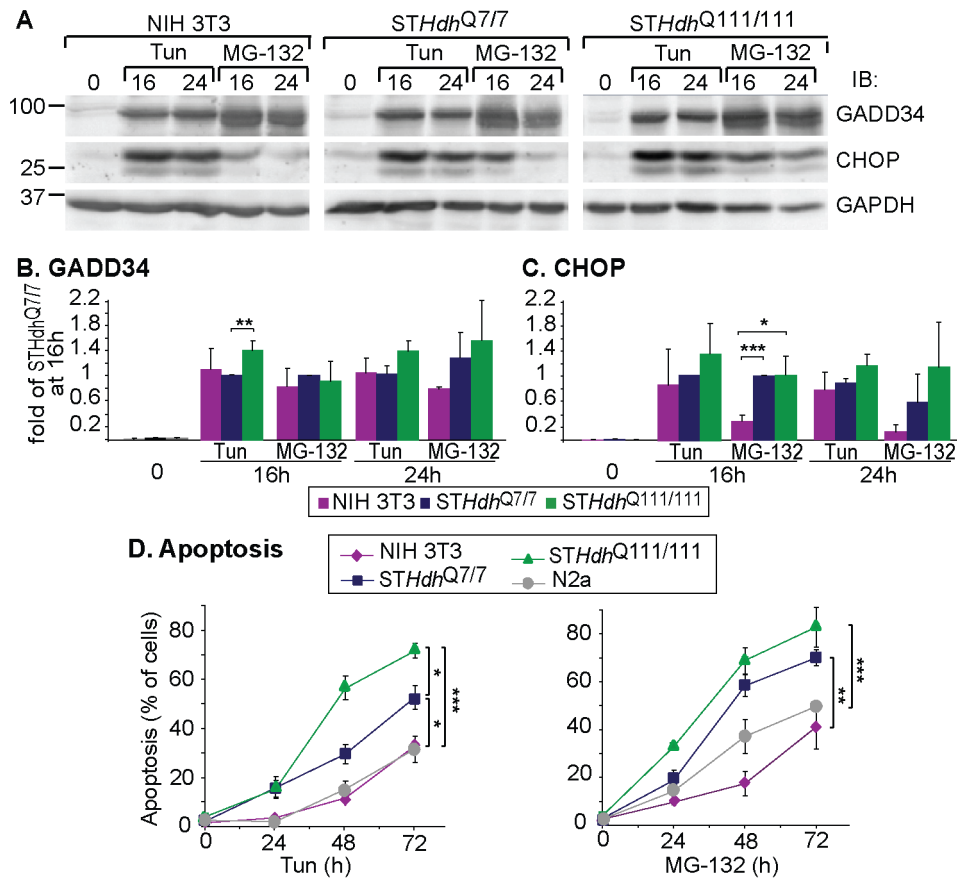 A
NIH 3T3 STHdhQ7/7 STHdhQ111/111
Tun MG-132 Tun MG-132 Tun MG-132
0 16 24 16 24 0 16 24 16 24 0 16 24 16 24 IB:
100 GADD34
25 CHOP
37 GAPDH
B. GADD34
fold of STHdhQ7/7 at 16h
2.2
1.8
1.4
1
0.6
0.2
**
0 Tun MG-132 Tun MG-132
16h 24h
C. CHOP
2.2
1.8
1.4
1
0.6
0.2
*
***
0 Tun MG-132 Tun MG-132
16h 24h
NIH 3T3 STHdhQ7/7 STHdhQ111/111
D. Apoptosis
NIH 3T3 STHdhQ111/111
STHdhQ7/7 N2a
Apoptosis (% of cells)
80
60
40
20
0
* * ***
0 24 48 72
Tun (h)
80
60
40
20
0
** ***
0 24 48 72
MG-132 (h)